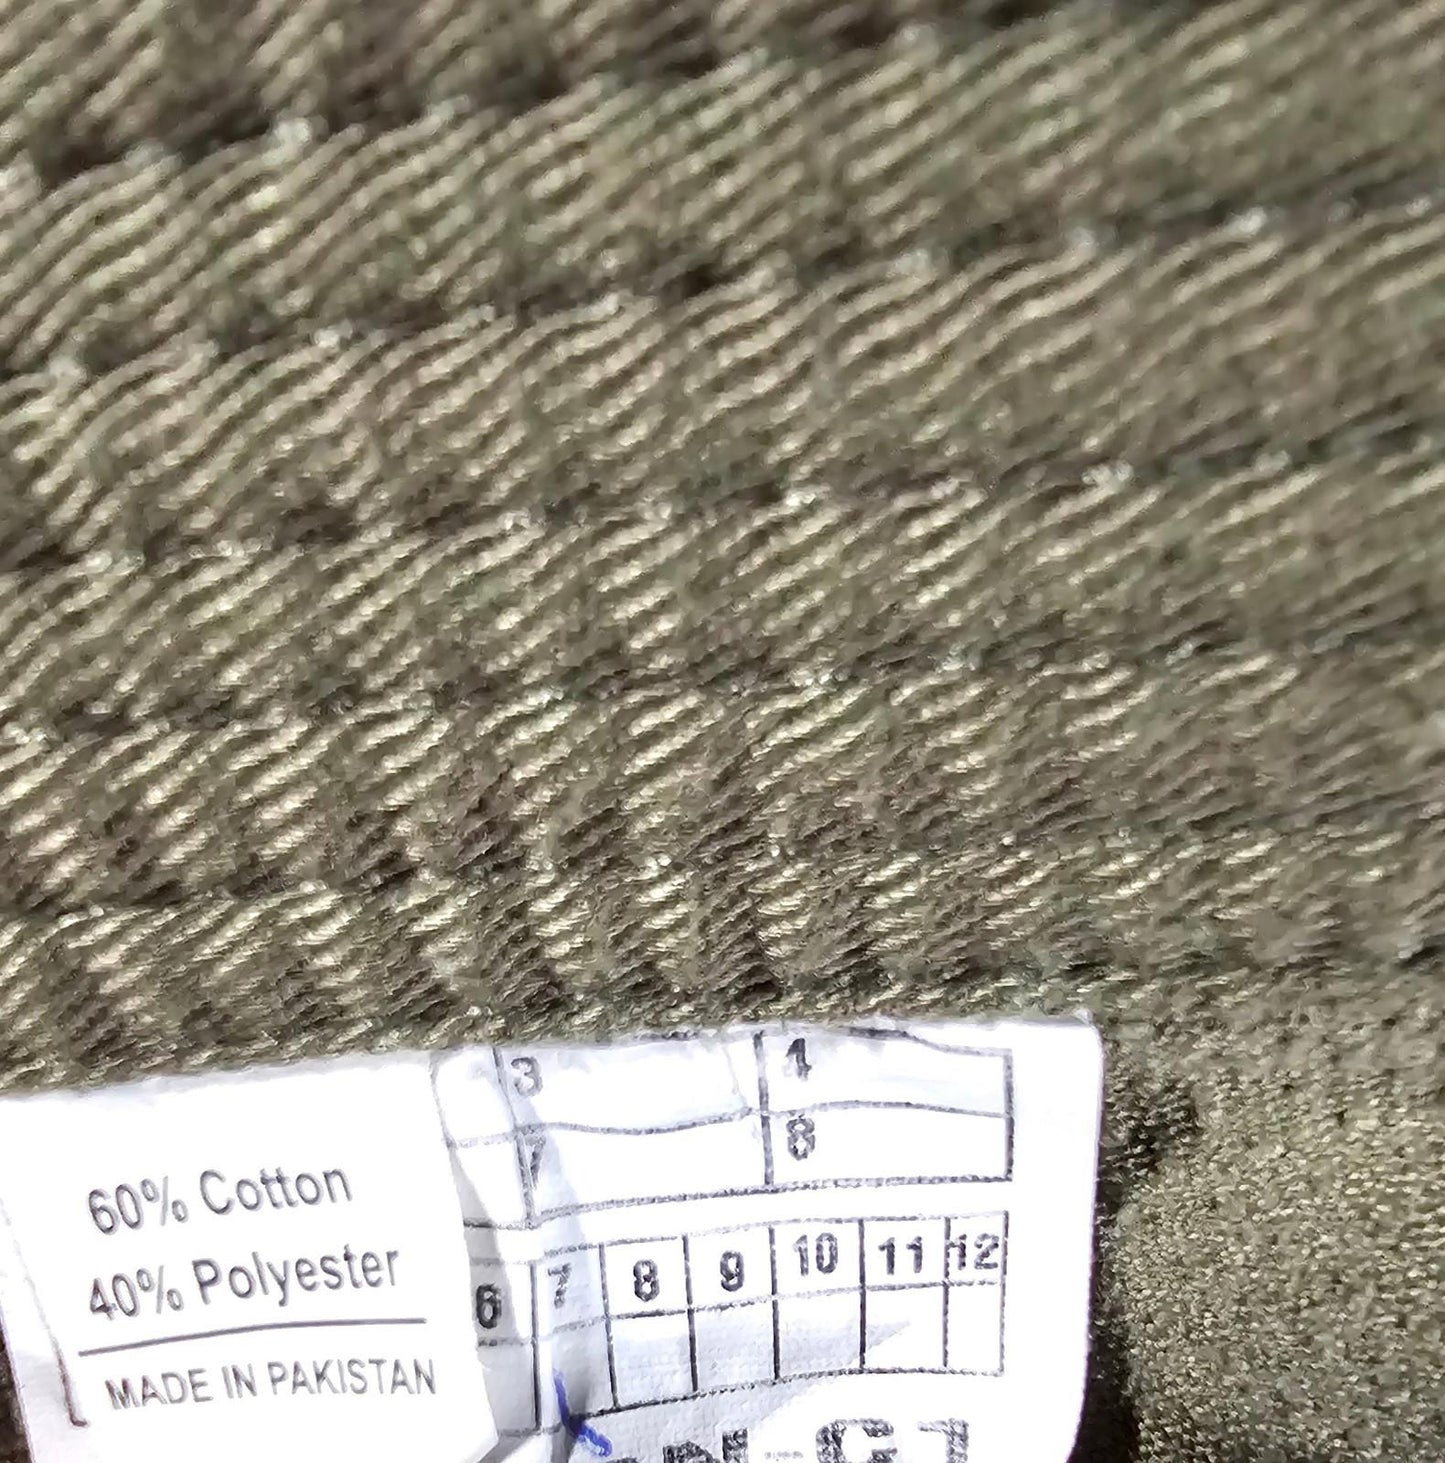 60% Cotton
40% Polyester
MADE IN PAKISTAN
3 4
7 8
6 7 8 9 10 11 12